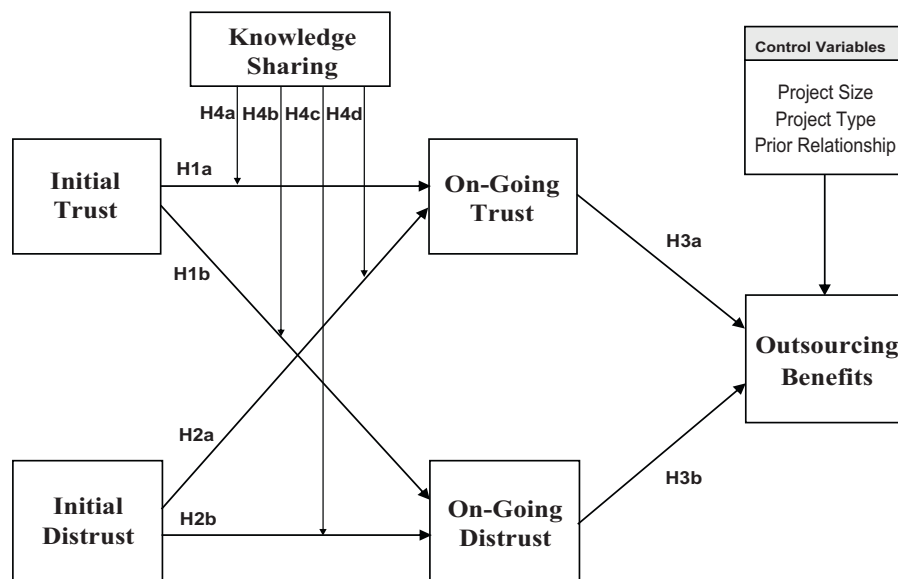 Knowledge
Sharing
Control Variables
Project Size
Project Type
Prior Relationship
H4a
H4b
H4c
H4d
Initial
Trust
H1a
On-Going
Trust
H1b
H3a
Outsourcing
Benefits
H2a
H3b
Initial
Distrust
H2b
On-Going
Distrust